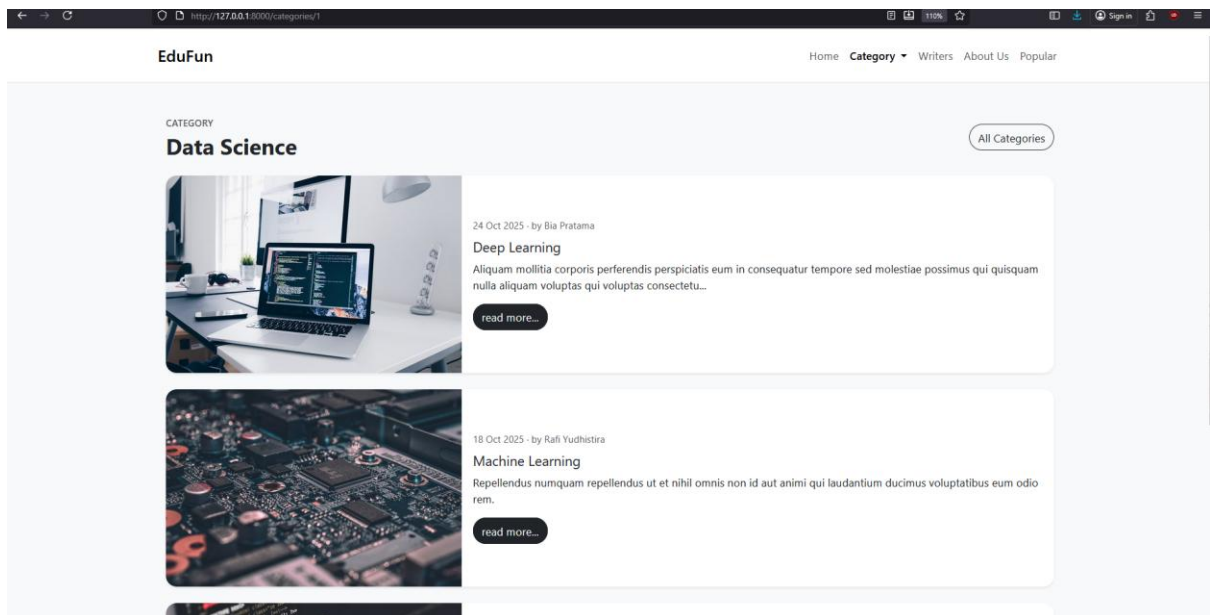 http://127.0.0.1:8000/categories/1
110%
Sign in
EduFun
Home Category Writers About Us Popular
CATEGORY
Data Science
All Categories
24 Oct 2025 · by Bia Pratama
Deep Learning
Aliquam mollitia corporis perferendis perspiciatis eum in consequatur tempore sed molestiae possimus qui quisquam
nulla aliquam voluptas qui voluptas consectetu...
read more...
18 Oct 2025 · by Rafi Yudhistira
Machine Learning
Repellendus numquam repellendus ut et nihil omnis non id aut animi qui laudantium ducimus voluptatibus eum odio
rem.
read more...